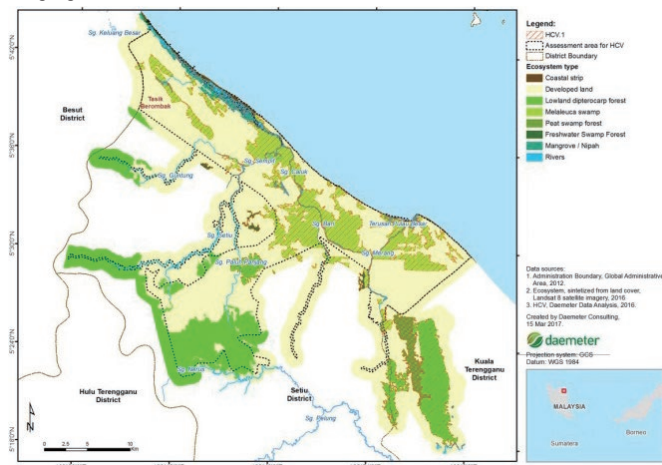 Sg. Keluang Besar
5°42'0"N
Besut
District
Tasik
Berombak
5°36'0"N
Sg. Caluk
5°30'0"N
Sg. Setiu
Sg. Ran
Sg. Merang
5°24'0"N
Hulu Terengganu
District
Setiu
District
Kuala
Terengganu
District
Sg. Pelung
5°18'0"N
N
0 2.5 5 10
Legend:
HCV 1
Assessment area for HCV
District Boundary
Ecosystem type
Coastal strip
Developed land
Lowland dipterocarp forest
Melaleuca swamp
Peat swamp forest
Freshwater Swamp Forest
Mangrove / Nipah
Rivers
Data sources:
1. Administration Boundary, Global Administrative
Area, 2012.
2. Ecosystem, sintetized from land cover,
Landsat 8 satellite imagery, 2016
3. HCV, Daemeter Data Analysis, 2016.
Created by Daemeter Consulting,
15 Mar 2017.
daemeter
Projection system: GCS
Datum: WGS 1984
MALAYSIA
Sumatera
Borneo